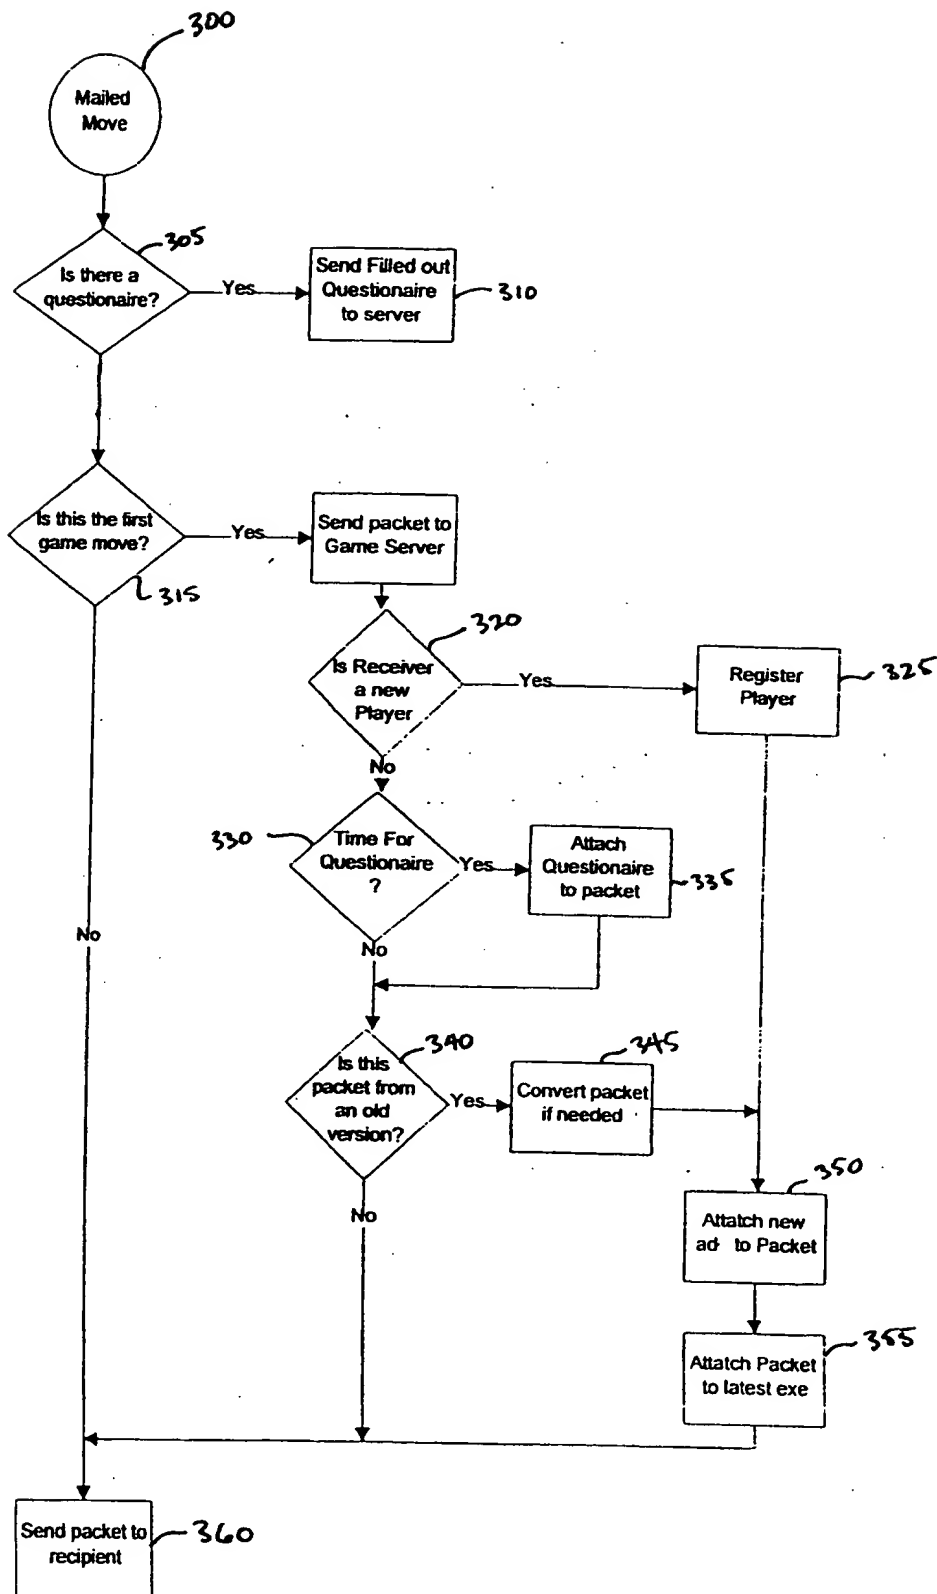 300
Mailed
Move
305
Is there a
questionaire?
Yes
Send Filled out
Questionaire
to server
310
Is this the first
game move?
315
Yes
Send packet to
Game Server
320
Is Receiver
a new
Player
Yes
Register
Player
325
No
330
Time For
Questionaire
?
Yes
Attach
Questionaire
to packet
335
No
No
340
Is this
packet from
an old
version?
Yes
345
Convert packet
if needed
350
Attatch new
ad to Packet
No
355
Attatch Packet
to latest exe
Send packet to
recipient
360